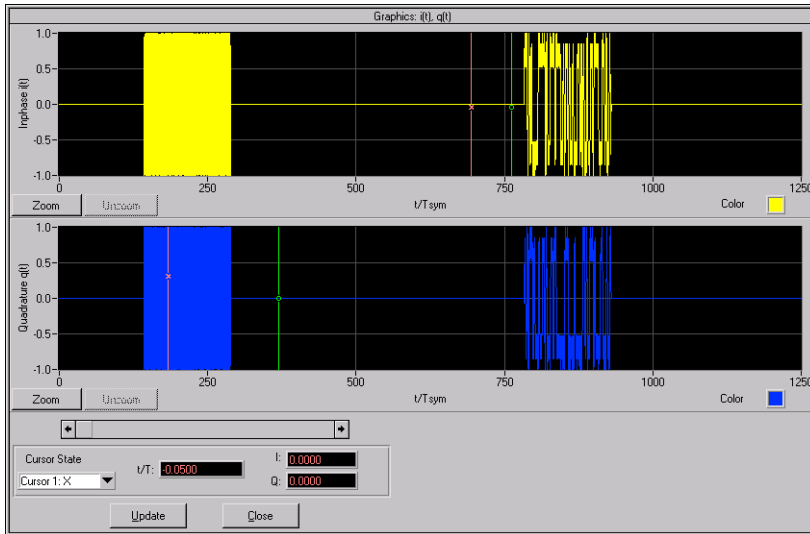 Graphics: i(t), q(t)
Inphase i(t)
1.0
0.5
0.0
-0.5
-1.0
0 250 500 750 1000 1250
Zoom Unzoom t/Tsym Color
Quadrature q(t)
1.0
0.5
0.0
-0.5
-1.0
0 250 500 750 1000 1250
Zoom Unzoom t/Tsym Color
Cursor State
Cursor 1: X
t/T: -0.0500
I: 0.0000
Q: 0.0000
Update Close